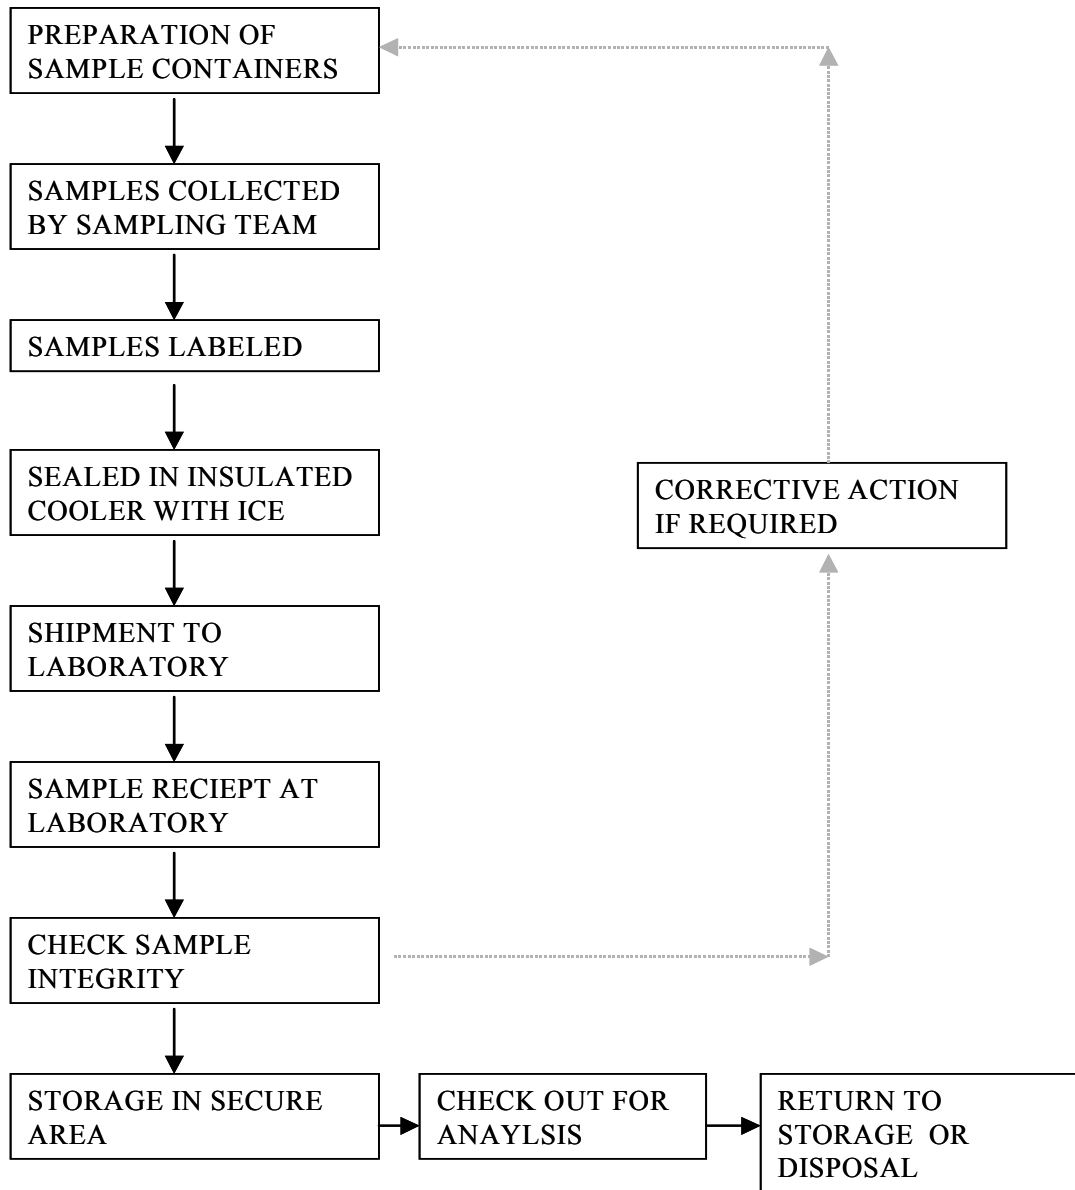 PREPARATION OF
SAMPLE CONTAINERS
SAMPLES COLLECTED
BY SAMPLING TEAM
SAMPLES LABELED
SEALED IN INSULATED
COOLER WITH ICE
CORRECTIVE ACTION
IF REQUIRED
SHIPMENT TO
LABORATORY
SAMPLE RECIEPT AT
LABORATORY
CHECK SAMPLE
INTEGRITY
STORAGE IN SECURE
AREA
CHECK OUT FOR
ANAYLSIS
RETURN TO
STORAGE OR
DISPOSAL